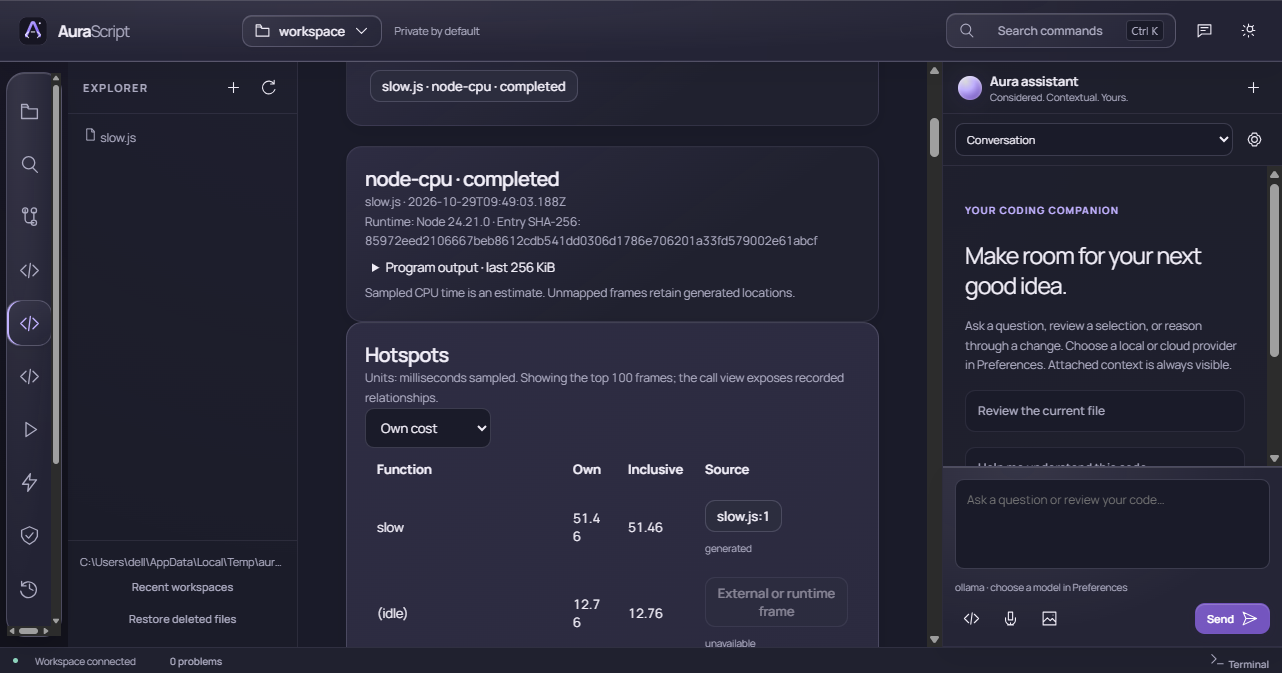 AuraScript
workspace
Private by default
Search commands
Ctrl K
EXPLORER
slow.js
C:\Users\dell\AppData\Local\Temp\aur...
Recent workspaces
Restore deleted files
slow.js · node-cpu · completed
node-cpu · completed
slow.js · 2026-10-29T09:49:03.188Z
Runtime: Node 24.21.0 · Entry SHA-256:
85972eed2106667beb8612cdb541dd0306d1786e706201a33fd579002e61abcf
Program output · last 256 KiB
Sampled CPU time is an estimate. Unmapped frames retain generated locations.
Hotspots
Units: milliseconds sampled. Showing the top 100 frames; the call view exposes recorded
relationships.
Own cost
Function Own Inclusive Source
slow
51.4
6
51.46
slow.js:1
generated
(idle)
12.7
6
12.76
External or runtime
frame
unavailable
Aura assistant
Considered. Contextual. Yours.
Conversation
YOUR CODING COMPANION
Make room for your next
good idea.
Ask a question, review a selection, or reason
through a change. Choose a local or cloud provider
in Preferences. Attached context is always visible.
Review the current file
Help me understand this code
Ask a question or review your code...
ollama · choose a model in Preferences
Send
Workspace connected
0 problems
Terminal